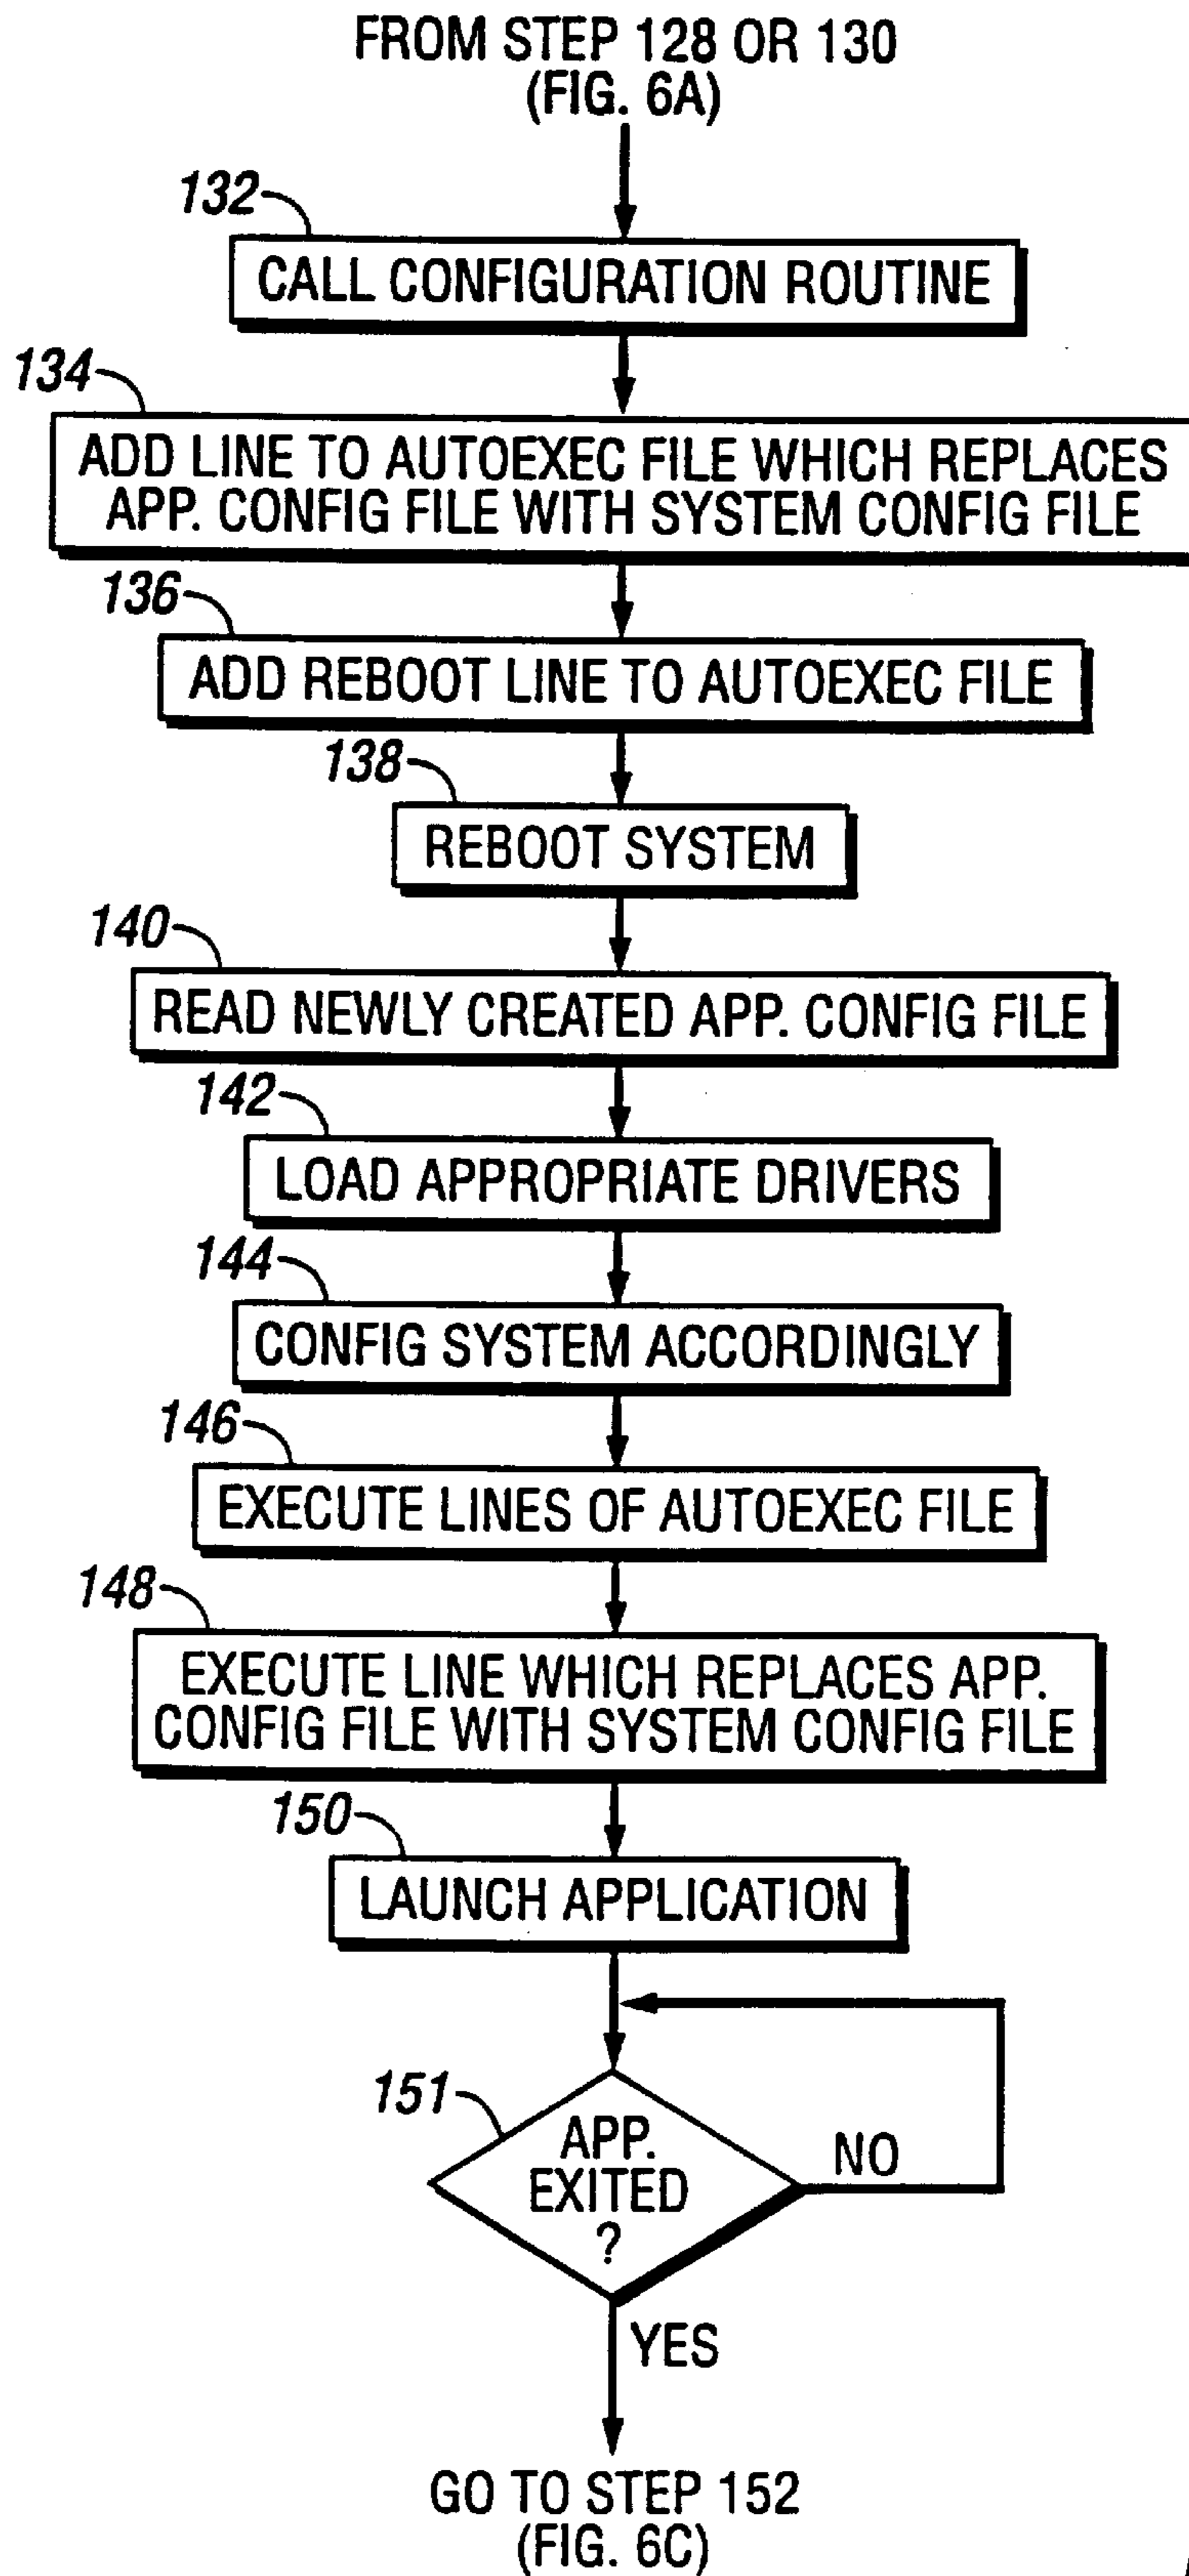 FROM STEP 128 OR 130
(FIG. 6A)
132
CALL CONFIGURATION ROUTINE
134
ADD LINE TO AUTOEXEC FILE WHICH REPLACES
APP. CONFIG FILE WITH SYSTEM CONFIG FILE
136
ADD REBOOT LINE TO AUTOEXEC FILE
138
REBOOT SYSTEM
140
READ NEWLY CREATED APP. CONFIG FILE
142
LOAD APPROPRIATE DRIVERS
144
CONFIG SYSTEM ACCORDINGLY
146
EXECUTE LINES OF AUTOEXEC FILE
148
EXECUTE LINE WHICH REPLACES APP.
CONFIG FILE WITH SYSTEM CONFIG FILE
150
LAUNCH APPLICATION
151
APP.
EXITED
?
NO
YES
GO TO STEP 152
(FIG. 6C)